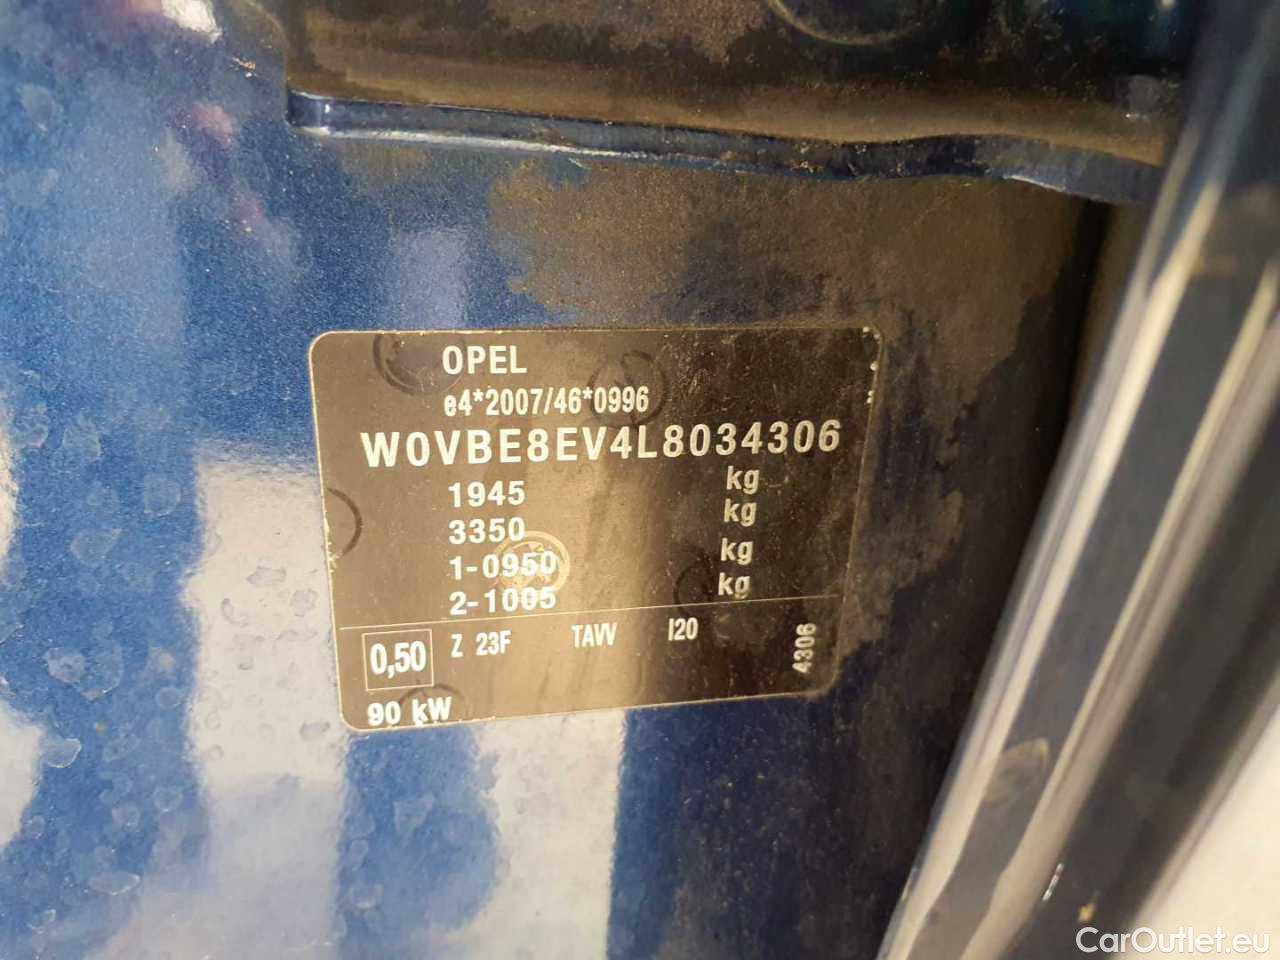 OPEL
e4*2007/46*0996
W0VBE8EV4L8034306
1945 kg
3350 kg
1-0950 kg
2-1005 kg
0,50 Z 23F TAVV I20 4306
90 kW
CarOutlet.eu